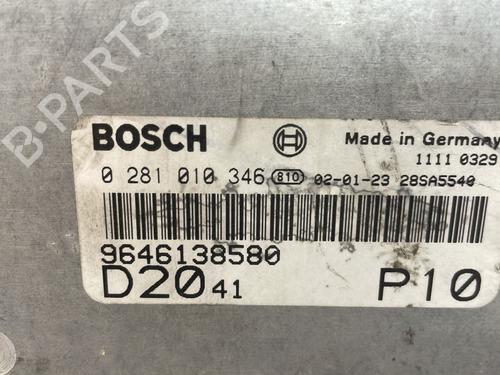 B-PARTS
BOSCH
Made in Germany
1111 0329
0 281 010 346 810 02-01-23 28SA5540
9646138580
D20 41 P10